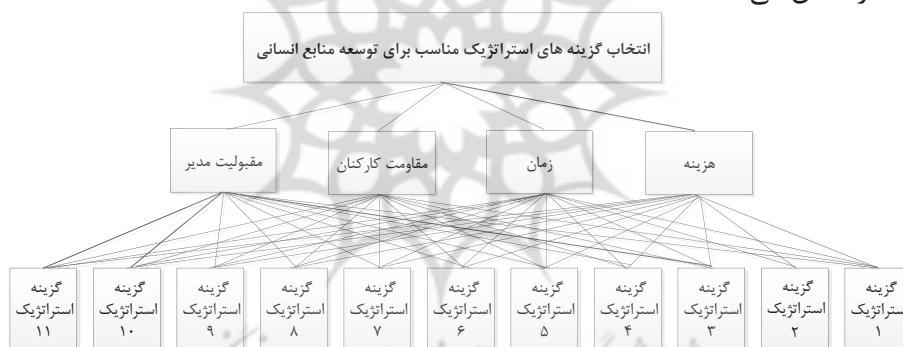 انتخاب گزینه های استراتژیک مناسب برای توسعه منابع انسانی
هزینه
زمان
مقاومت کارکنان
مقبولیت مدیر
گزینه
ستراتژیک
۱
گزینه
استراتژیک
۲
گزینه
استراتژیک
۳
گزینه
استراتژیک
۴
گزینه
استراتژیک
۵
گزینه
استراتژیک
۶
گزینه
استراتژیک
۷
گزینه
استراتژیک
۸
گزینه
استراتژیک
۹
گزینه
استراتژیک
۱۰
گزینه
استراتژیک
۱۱